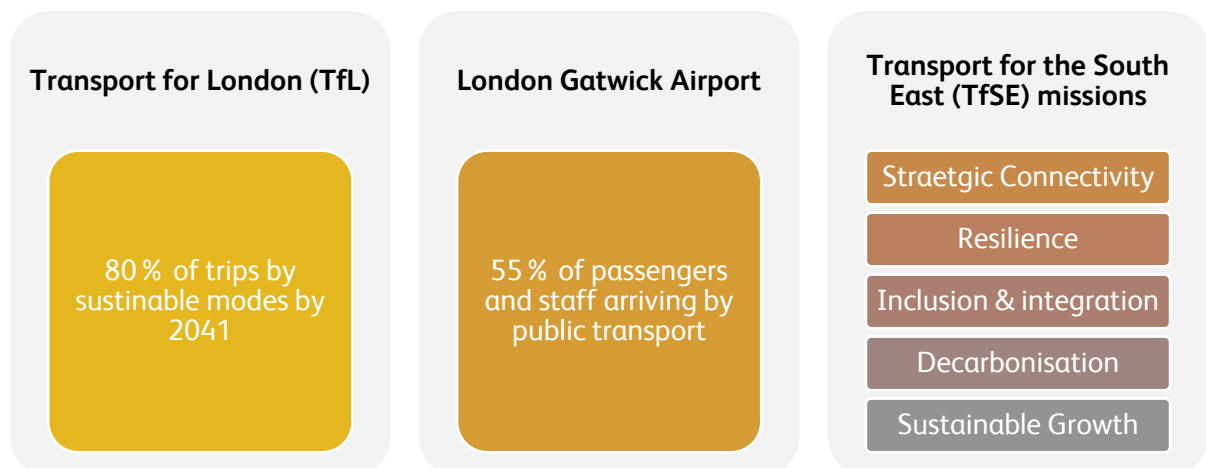 Transport for London (TfL)
80 % of trips by
sustinable modes by
2041
London Gatwick Airport
55 % of passengers
and staff arriving by
public transport
Transport for the South
East (TfSE) missions
Straetgic Connectivity
Resilience
Inclusion & integration
Decarbonisation
Sustainable Growth